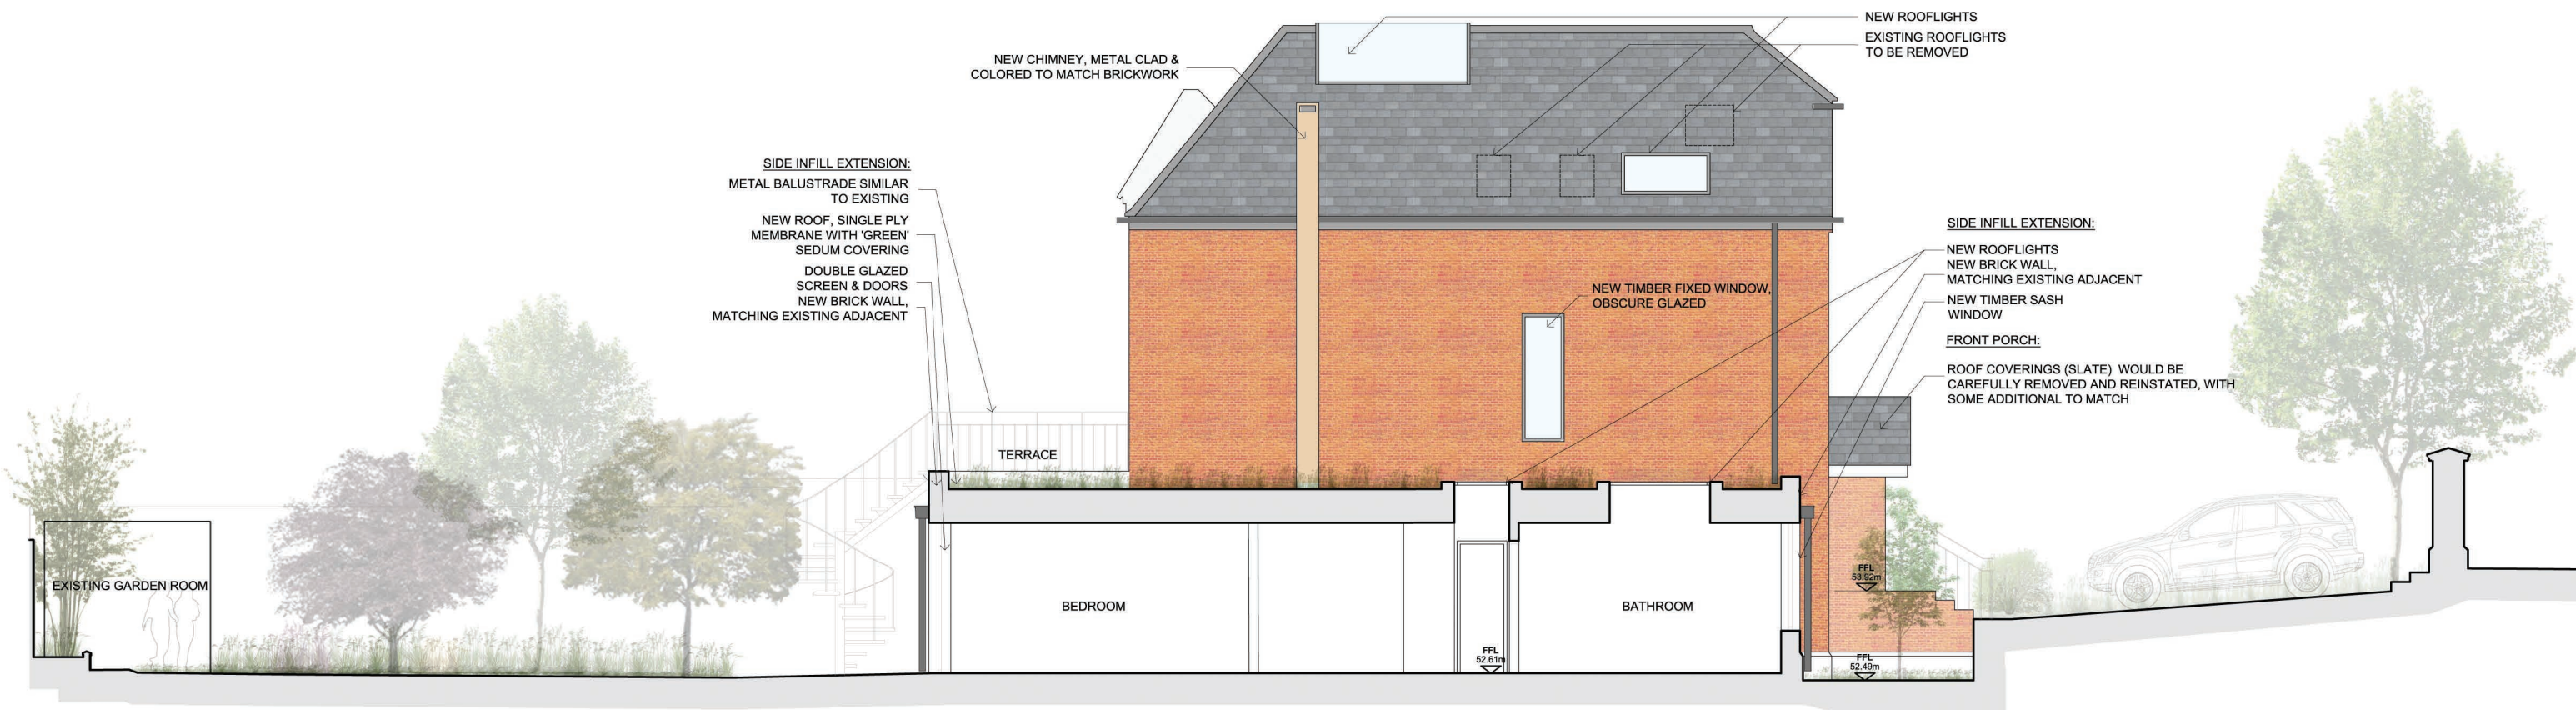 NEW ROOFLIGHTS
EXISTING ROOFLIGHTS
TO BE REMOVED
NEW CHIMNEY, METAL CLAD &
COLORED TO MATCH BRICKWORK
SIDE INFILL EXTENSION:
METAL BALUSTRADE SIMILAR
TO EXISTING
NEW ROOF, SINGLE PLY
MEMBRANE WITH 'GREEN'
SEDUM COVERING
DOUBLE GLAZED
SCREEN & DOORS
NEW BRICK WALL,
MATCHING EXISTING ADJACENT
SIDE INFILL EXTENSION:
NEW ROOFLIGHTS
NEW BRICK WALL,
MATCHING EXISTING ADJACENT
NEW TIMBER SASH
WINDOW
FRONT PORCH:
ROOF COVERINGS (SLATE) WOULD BE
CAREFULLY REMOVED AND REINSTATED, WITH
SOME ADDITIONAL TO MATCH
NEW TIMBER FIXED WINDOW,
OBSCURE GLAZED
TERRACE
EXISTING GARDEN ROOM
BEDROOM
BATHROOM
FFL
53.92m
FFL
52.61m
FFL
52.49m